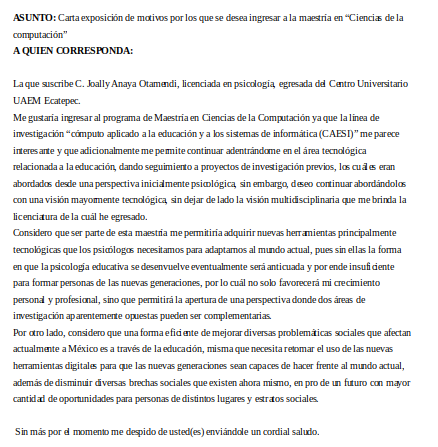 ASUNTO: Carta exposición de motivos por los que se desea ingresar a la maestría en “Ciencias de la
computación”
A QUIEN CORRESPONDA:
La que suscribe C. Joally Anaya Otamendi, licenciada en psicología, egresada del Centro Universitario
UAEM Ecatepec.
Me gustaría ingresar al programa de Maestría en Ciencias de la Computación ya que la línea de
investigación “cómputo aplicado a la educación y a los sistemas de informática (CAESI)” me parece
interesante y que adicionalmente me permite continuar adentrándome en el área tecnológica
relacionada a la educación, dando seguimiento a proyectos de investigación previos, los cuáles eran
abordados desde una perspectiva inicialmente psicológica, sin embargo, deseo continuar abordándolos
con una visión mayormente tecnológica, sin dejar de lado la visión multidisciplinaria que me brinda la
licenciatura de la cuál he egresado.
Considero que ser parte de esta maestría me permitiría adquirir nuevas herramientas principalmente
tecnológicas que los psicólogos necesitamos para adaptarnos al mundo actual, pues sin ellas la forma
en que la psicología educativa se desenvuelve eventualmente será anticuada y por ende insuficiente
para formar personas de las nuevas generaciones, por lo cuál no solo favorecerá mi crecimiento
personal y profesional, sino que permitirá la apertura de una perspectiva donde dos áreas de
investigación aparentemente opuestas pueden ser complementarias.
Por otro lado, considero que una forma eficiente de mejorar diversas problemáticas sociales que afectan
actualmente a México es a través de la educación, misma que necesita retomar el uso de las nuevas
herramientas digitales para que las nuevas generaciones sean capaces de hacer frente al mundo actual,
además de disminuir diversas brechas sociales que existen ahora mismo, en pro de un futuro con mayor
cantidad de oportunidades para personas de distintos lugares y estratos sociales.
Sin más por el momento me despido de usted(es) enviándole un cordial saludo.